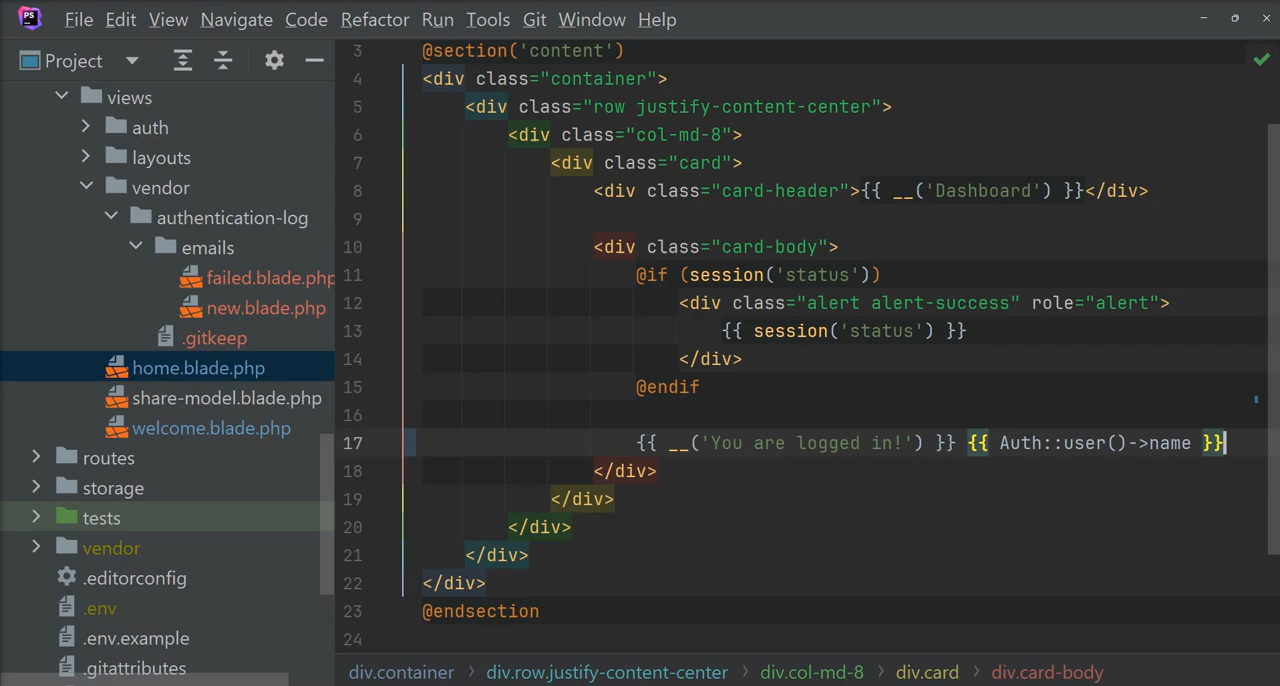 PS File Edit View Navigate Code Refactor Run Tools Git Window Help
Project
views
auth
layouts
vendor
authentication-log
emails
failed.blade.php
new.blade.php
.gitkeep
home.blade.php
share-model.blade.php
welcome.blade.php
routes
storage
tests
vendor
.editorconfig
.env
.env.example
.gitattributes
3 @section('content')
4 <div class="container">
5 <div class="row justify-content-center">
6 <div class="col-md-8">
7 <div class="card">
8 <div class="card-header">{{ __('Dashboard') }}</div>
9
10 <div class="card-body">
11 @if (session('status'))
12 <div class="alert alert-success" role="alert">
13 {{ session('status') }}
14 </div>
15 @endif
16
17 {{ __('You are logged in!') }} {{ Auth::user()->name }}
18 </div>
19 </div>
20 </div>
21 </div>
22 </div>
23 @endsection
24
div.container > div.row.justify-content-center > div.col-md-8 > div.card > div.card-body